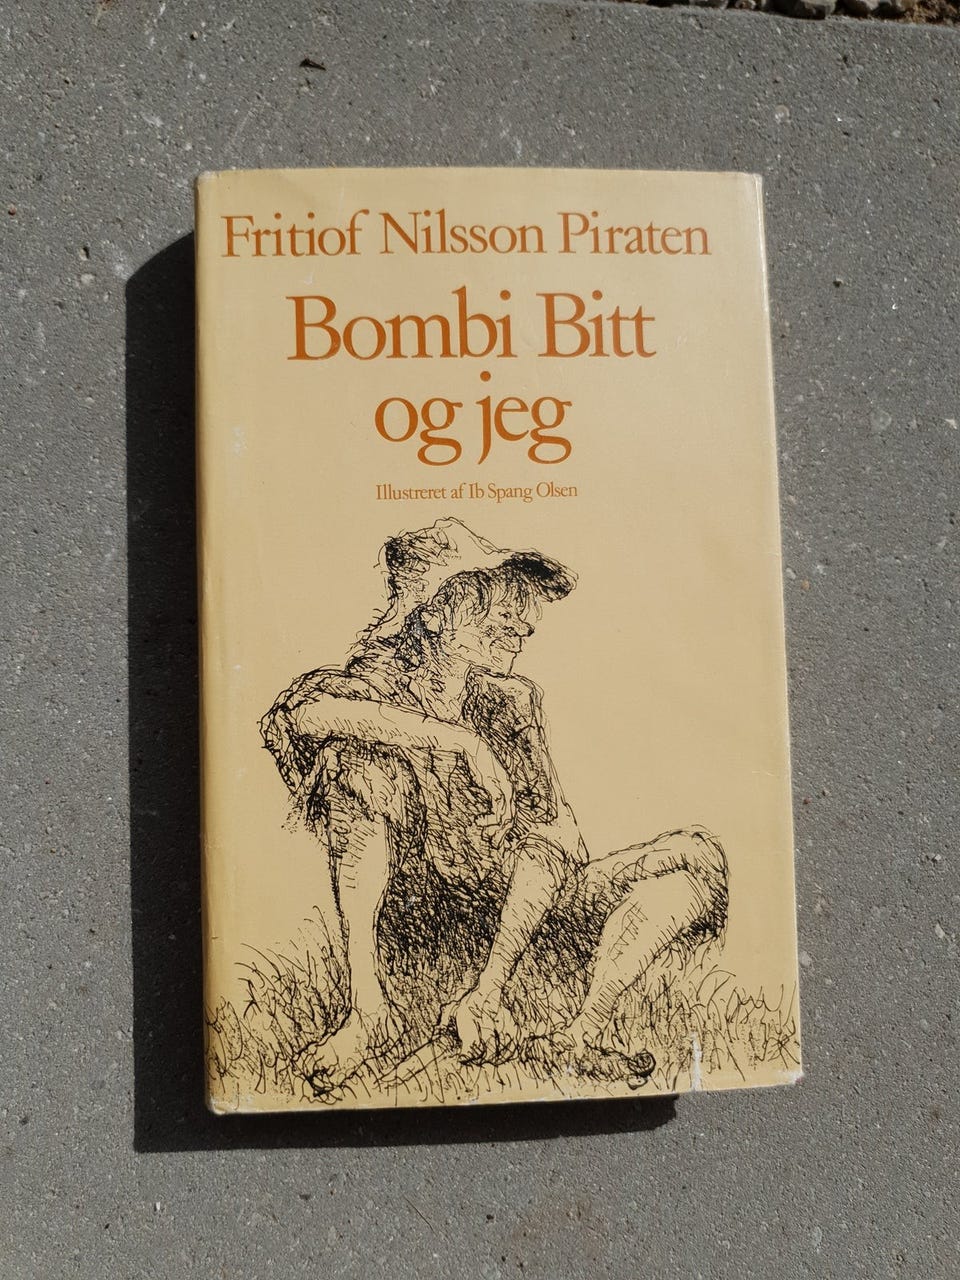 Fritiof Nilsson Piraten
Bombi Bitt
og jeg
Illustreret af Ib Spang Olsen